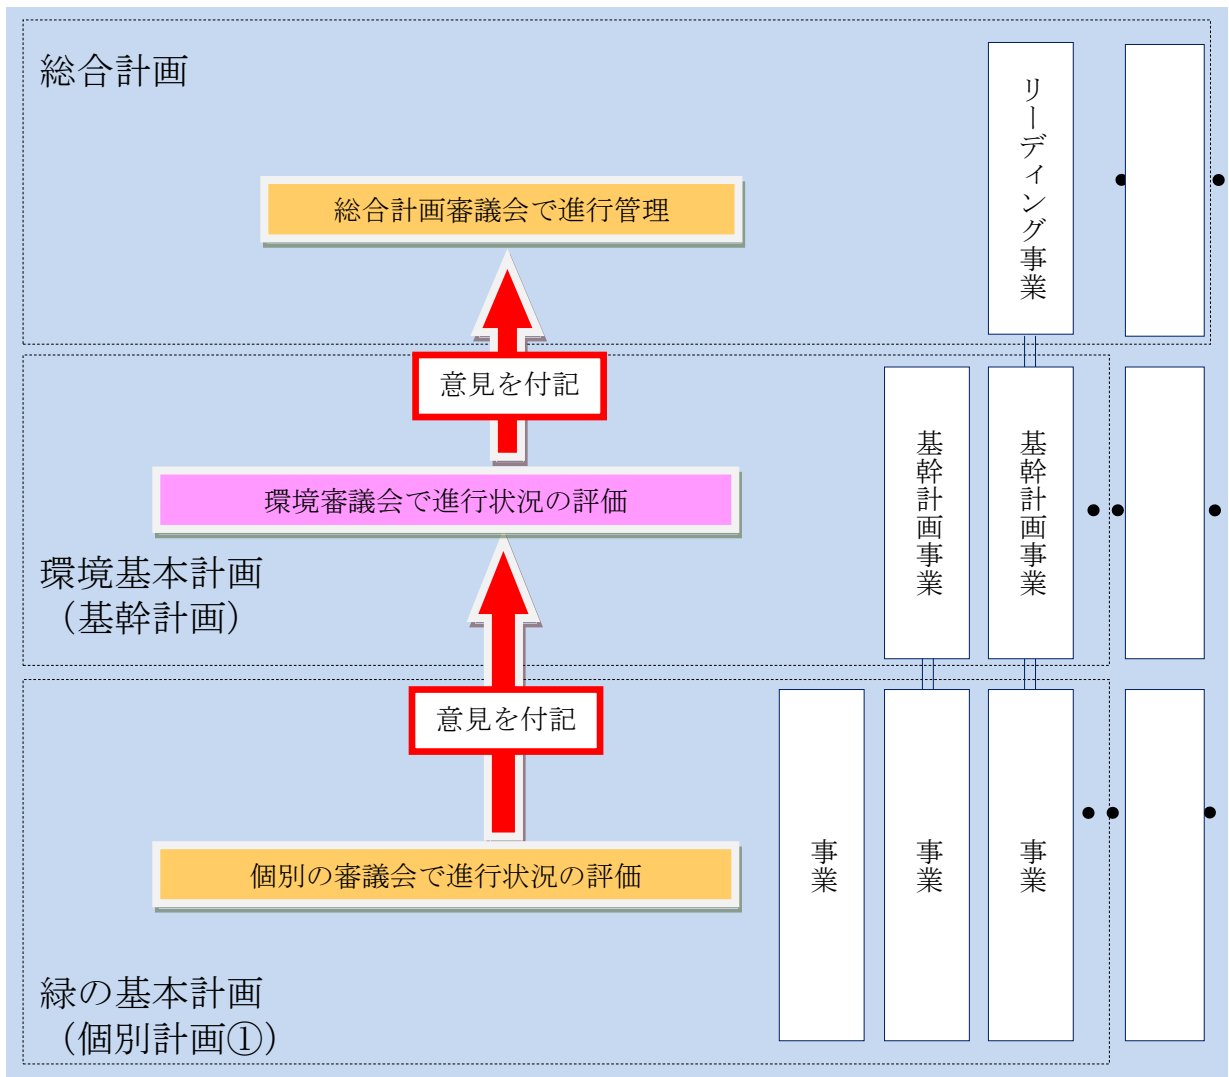 総合計画
リーディング事業
総合計画審議会で進行管理
意見を付記
基幹計画事業
基幹計画事業
環境審議会で進行状況の評価
環境基本計画
（基幹計画）
意見を付記
事業
事業
事業
個別の審議会で進行状況の評価
緑の基本計画
（個別計画①）